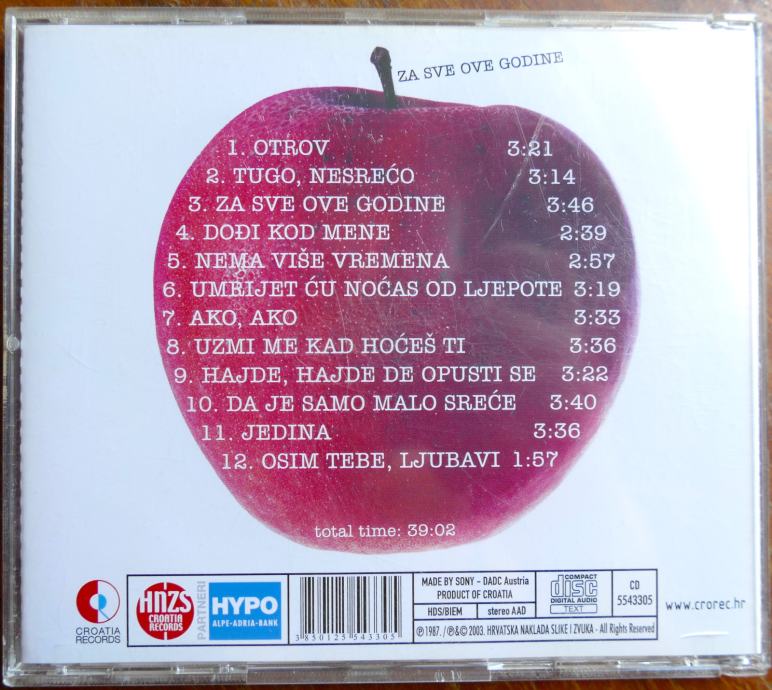 ZA SVE OVE GODINE
1. OTROV 3:21
2. TUGO, NESREĆO 3:14
3. ZA SVE OVE GODINE 3:46
4. DOĐI KOD MENE 2:39
5. NEMA VIŠE VREMENA 2:57
6. UMRIJET ĆU NOĆAS OD LJEPOTE 3:19
7. AKO, AKO 3:33
8. UZMI ME KAD HOĆEŠ TI 3:36
9. HAJDE, HAJDE DE OPUSTI SE 3:22
10. DA JE SAMO MALO SREĆE 3:40
11. JEDINA 3:36
12. OSIM TEBE, LJUBAVI 1:57
total time: 39:02
CROATIA
RECORDS
HNZS
CROATIA
RECORDS
PARTNERI
HYPO
ALPE-ADRIA-BANK
3 850125 543305
MADE BY SONY - DADC Austria
PRODUCT OF CROATIA
HDS/BIEM stereo AAD
COMPACT
disc
DIGITAL AUDIO
TEXT
CD
5543305
℗ 1987. / ℗&© 2003. HRVATSKA NAKLADA SLIKE I ZVUKA - All Rights Reserved
www.crorec.hr